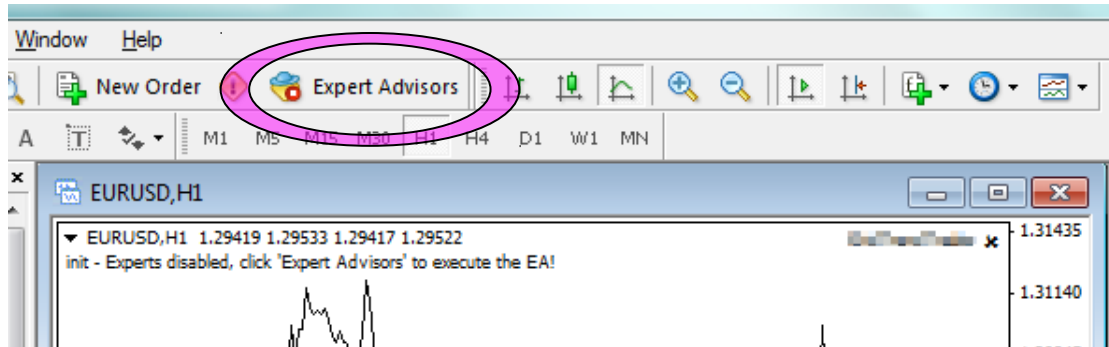 Window Help
New Order Expert Advisors
A T M1 M5 M15 M30 H1 H4 D1 W1 MN
EURUSD,H1
EURUSD,H1 1.29419 1.29533 1.29417 1.29522
1.31435
init - Experts disabled, click 'Expert Advisors' to execute the EA!
1.31140